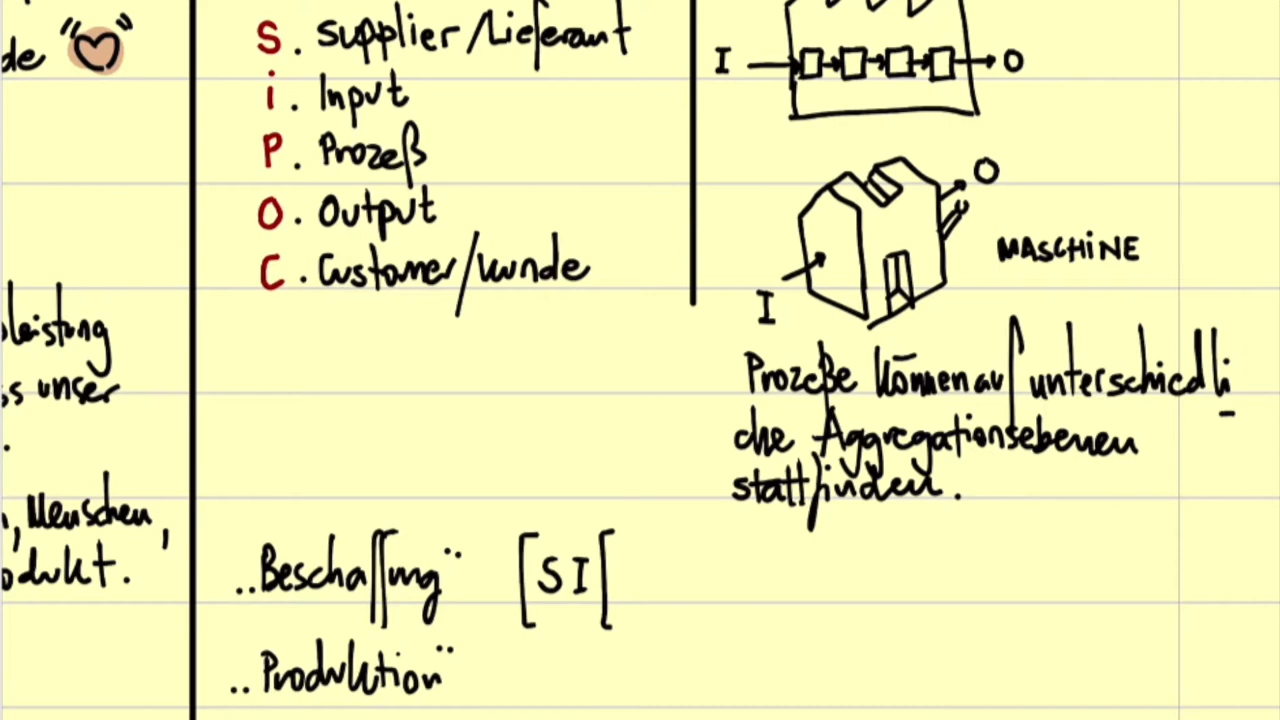 de
S. Supplier/Lieferant
i. Input
P. Prozeß
O. Output
C. Customer/Kunde
I O
O
MASCHINE
I
Prozeße können auf unterschiedli
che Aggregationsebenen
stattfinden.
leistung
s unser
.
, Menschen,
odukt.
„Beschaffung" [SI[
„Produktion"